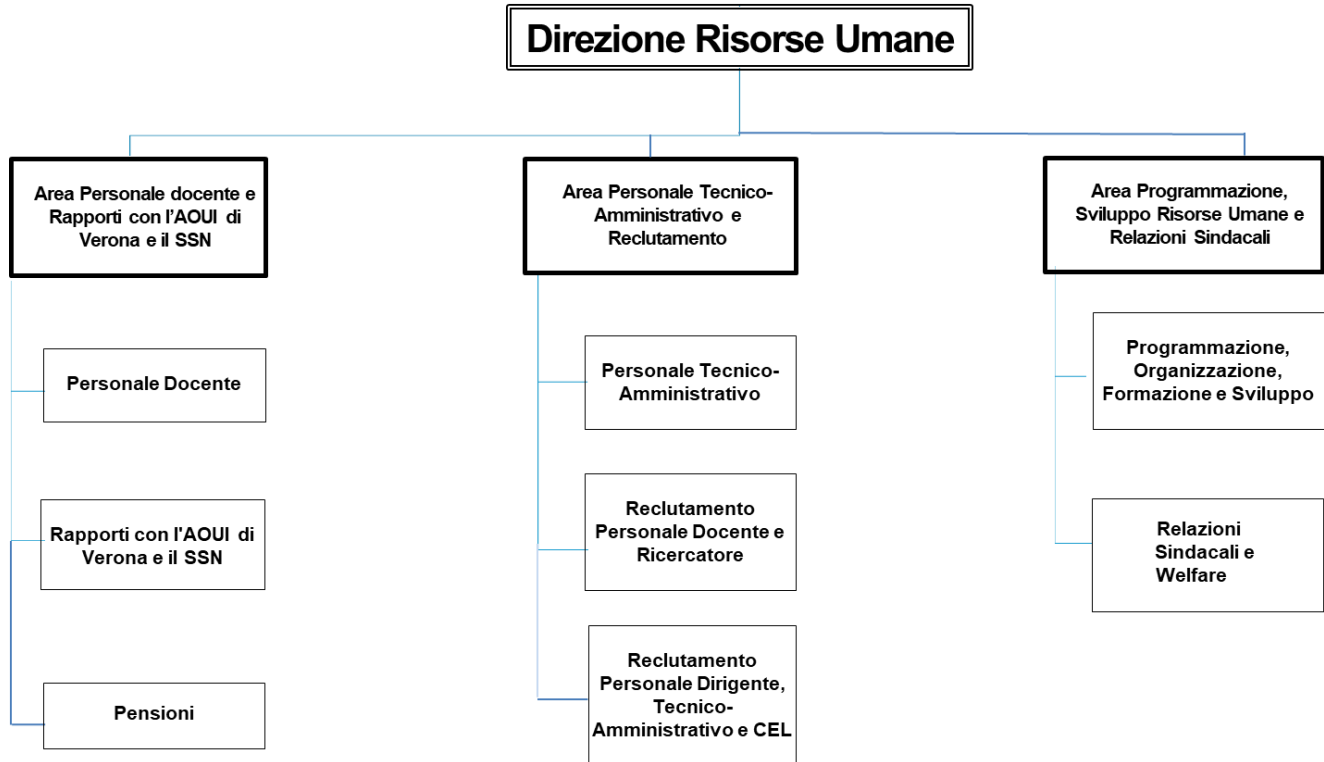 Direzione Risorse Umane
Area Personale docente e
Rapporti con l'AOUI di
Verona e il SSN
Area Personale Tecnico-
Amministrativo e
Reclutamento
Area Programmazione,
Sviluppo Risorse Umane e
Relazioni Sindacali
Personale Docente
Rapporti con l'AOUI di
Verona e il SSN
Pensioni
Personale Tecnico-
Amministrativo
Reclutamento
Personale Docente e
Ricercatore
Reclutamento
Personale Dirigente,
Tecnico-
Amministrativo e CEL
Programmazione,
Organizzazione,
Formazione e Sviluppo
Relazioni
Sindacali e
Welfare